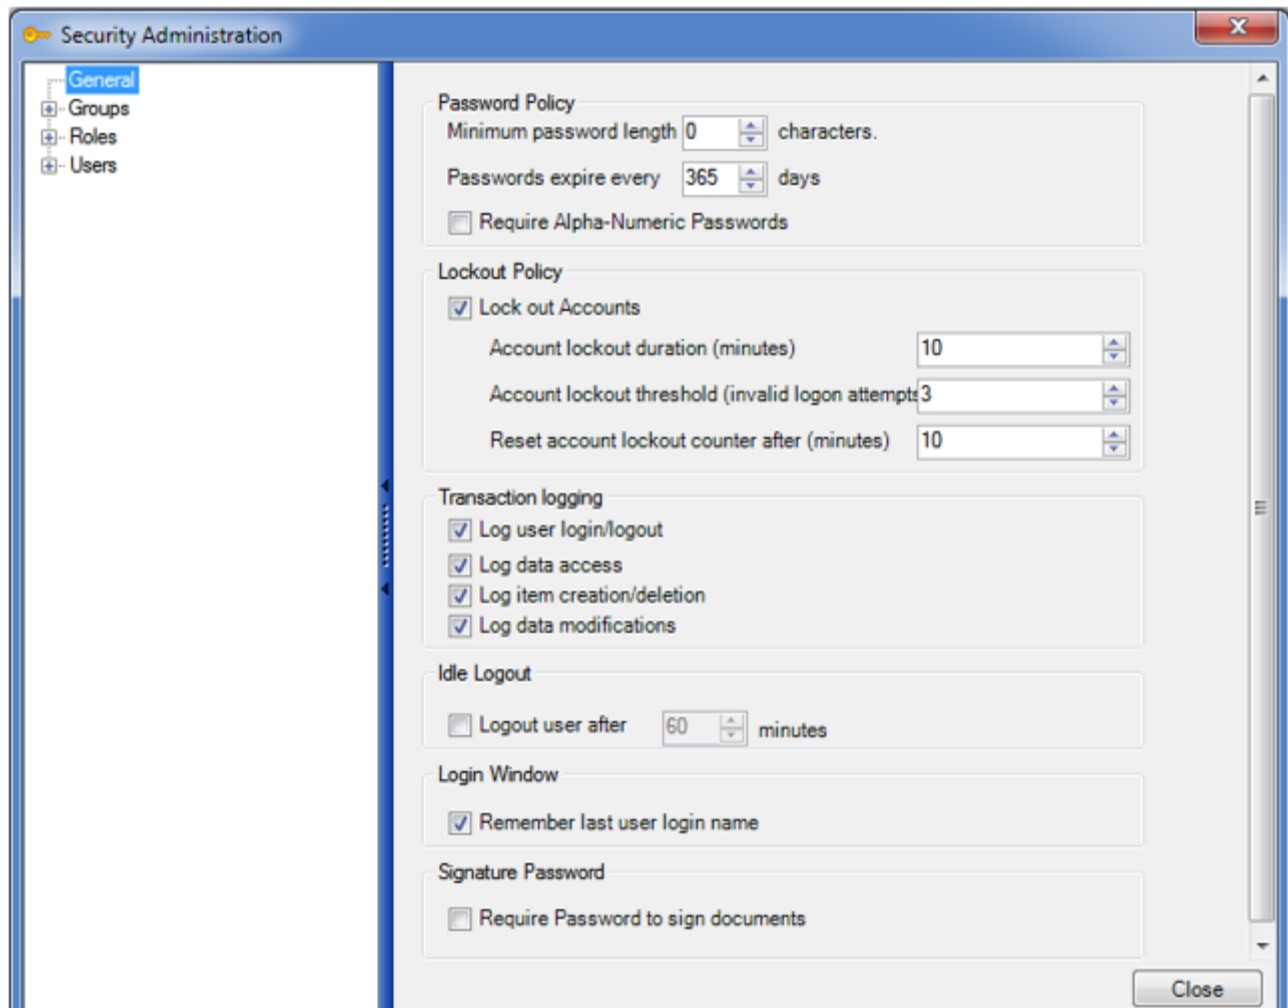 Security Administration
General
Groups
Roles
Users
Password Policy
Minimum password length 0 characters.
Passwords expire every 365 days
Require Alpha-Numeric Passwords
Lockout Policy
Lock out Accounts
Account lockout duration (minutes) 10
Account lockout threshold (invalid logon attempts 3
Reset account lockout counter after (minutes) 10
Transaction logging
Log user login/logout
Log data access
Log item creation/deletion
Log data modifications
Idle Logout
Logout user after 60 minutes
Login Window
Remember last user login name
Signature Password
Require Password to sign documents
Close